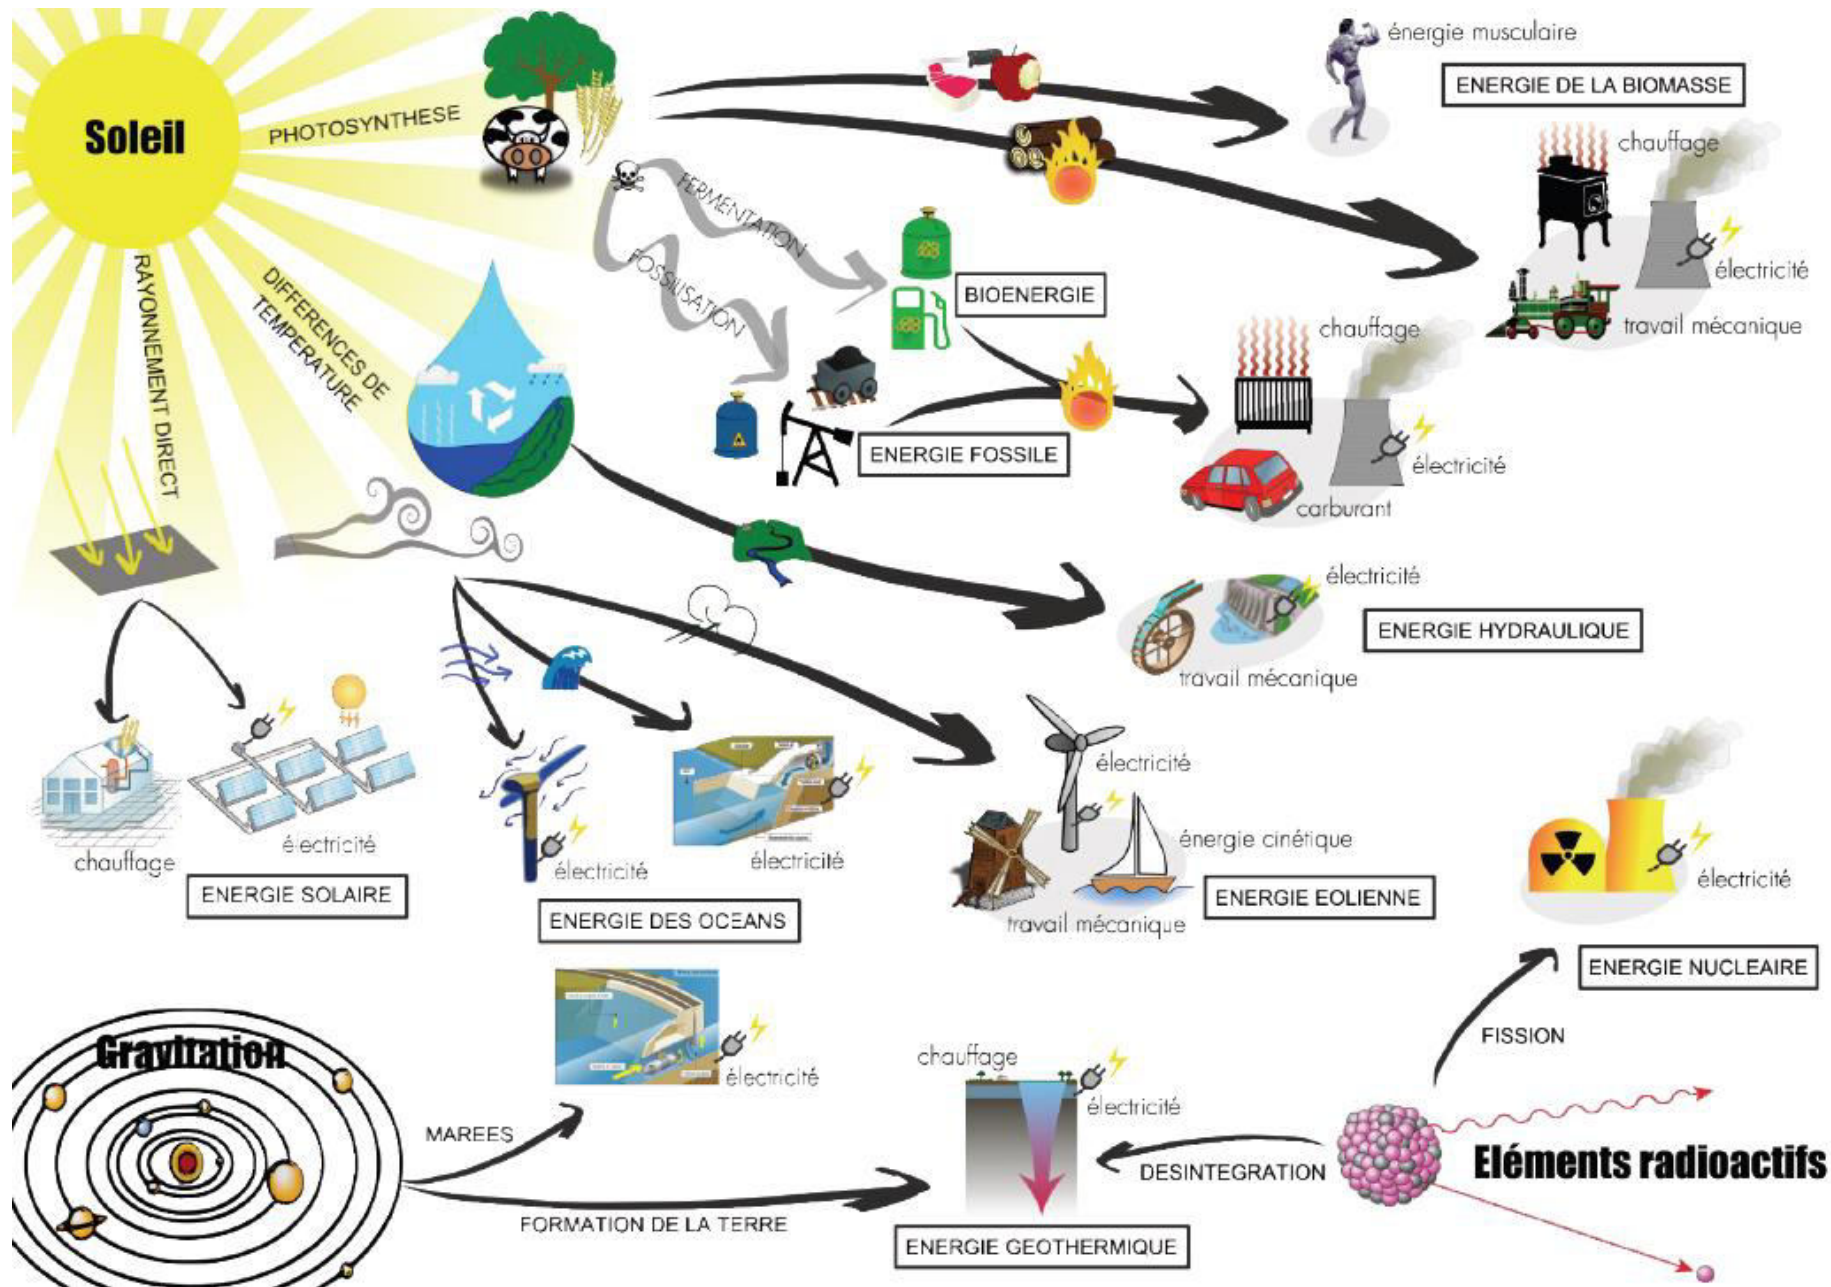 Soleil
PHOTOSYNTHESE
RAYONNEMENT DIRECT
DIFFERENCES DE
TEMPERATURE
énergie musculaire
ENERGIE DE LA BIOMASSE
chauffage
électricité
travail mécanique
FERMENTATION
FOSSILISATION
BIOENERGIE
ENERGIE FOSSILE
chauffage
électricité
carburant
électricité
travail mécanique
ENERGIE HYDRAULIQUE
chauffage
électricité
ENERGIE SOLAIRE
électricité
électricité
ENERGIE DES OCEANS
électricité
énergie cinétique
travail mécanique
ENERGIE EOLIENNE
électricité
ENERGIE NUCLEAIRE
FISSION
Gravitation
MAREES
électricité
FORMATION DE LA TERRE
chauffage
électricité
ENERGIE GEOTHERMIQUE
DESINTEGRATION
Eléments radioactifs